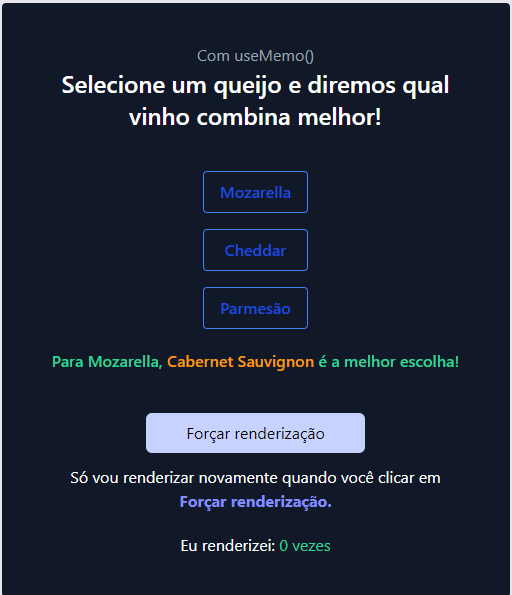 Com useMemo()
Selecione um queijo e diremos qual
vinho combina melhor!
Mozarella
Cheddar
Parmesão
Para Mozarella, Cabernet Sauvignon é a melhor escolha!
Forçar renderização
Só vou renderizar novamente quando você clicar em
Forçar renderização.
Eu renderizei: 0 vezes